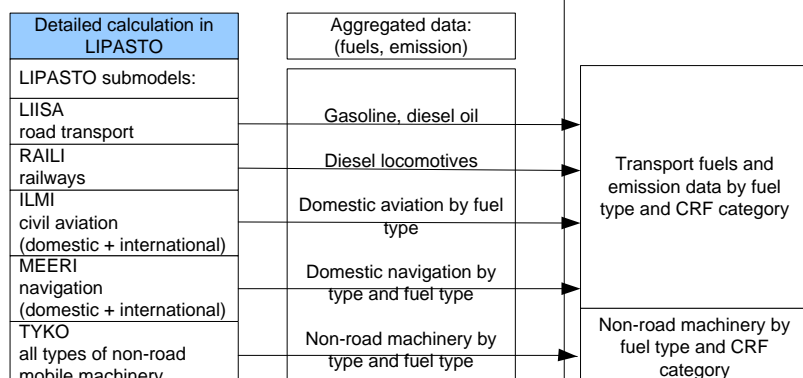 Detailed calculation in
LIPASTO
Aggregated data:
(fuels, emission)
LIPASTO submodels:
LIISA
road transport
Gasoline, diesel oil
RAILI
railways
Diesel locomotives
ILMI
civil aviation
(domestic + international)
Domestic aviation by fuel
type
MEERI
navigation
(domestic + international)
Domestic navigation by
type and fuel type
TYKO
all types of non-road
mobile machinery
Non-road machinery by
type and fuel type
Transport fuels and
emission data by fuel
type and CRF category
Non-road machinery by
fuel type and CRF
category